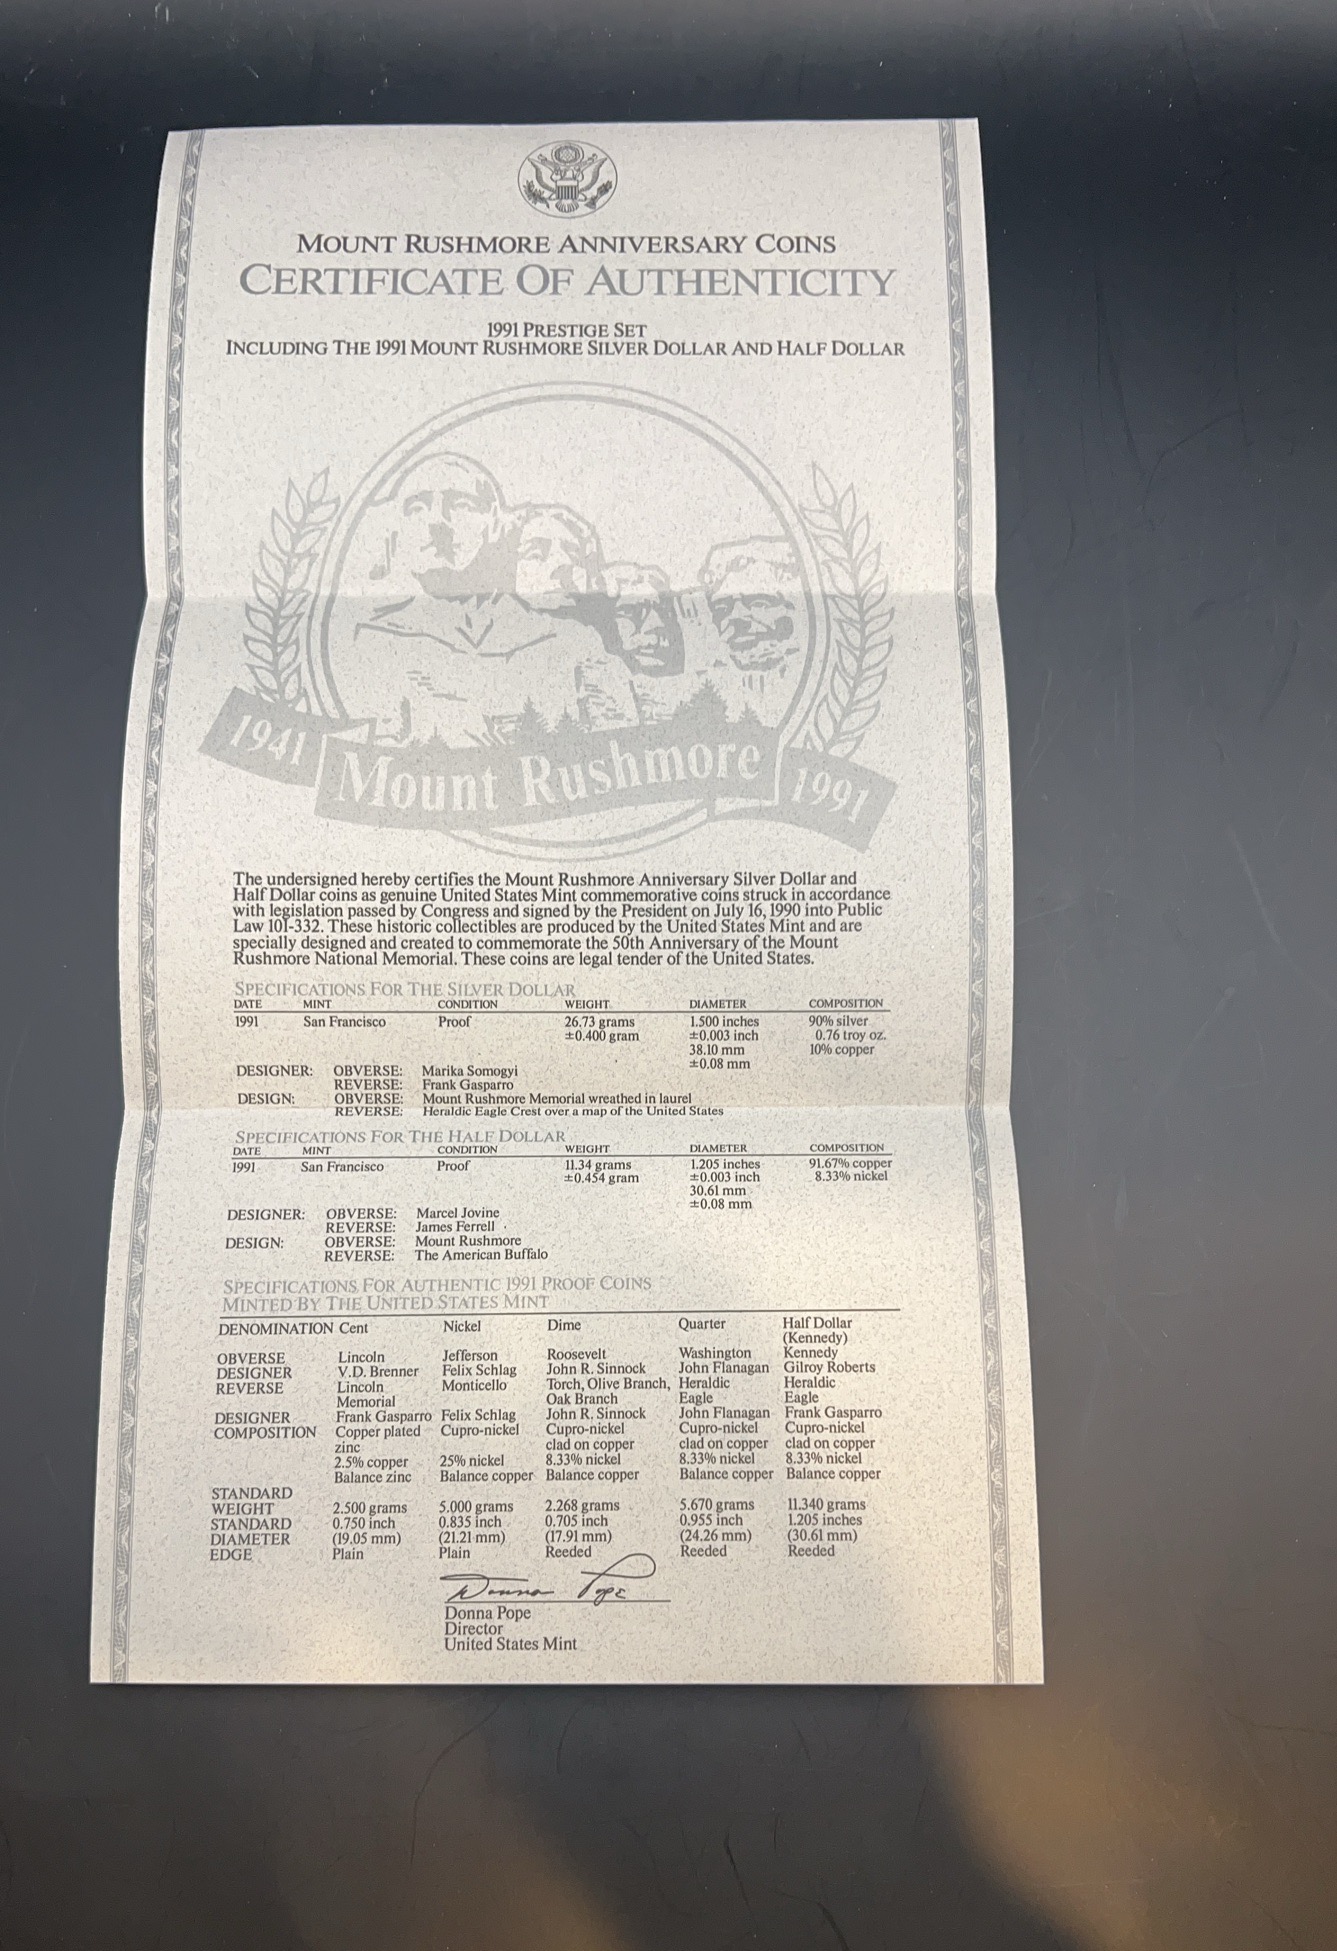 MOUNT RUSHMORE ANNIVERSARY COINS
CERTIFICATE OF AUTHENTICITY
1991 PRESTIGE SET
INCLUDING THE 1991 MOUNT RUSHMORE SILVER DOLLAR AND HALF DOLLAR
1941 Mount Rushmore 1991
The undersigned hereby certifies the Mount Rushmore Anniversary Silver Dollar and
Half Dollar coins as genuine United States Mint commemorative coins struck in accordance
with legislation passed by Congress and signed by the President on July 16, 1990 into Public
Law 101-332. These historic collectibles are produced by the United States Mint and are
specially designed and created to commemorate the 50th Anniversary of the Mount
Rushmore National Memorial. These coins are legal tender of the United States.
SPECIFICATIONS FOR THE SILVER DOLLAR
DATE MINT CONDITION WEIGHT DIAMETER COMPOSITION
1991 San Francisco Proof 26.73 grams 1.500 inches 90% silver
±0.400 gram ±0.003 inch 0.76 troy oz.
38.10 mm 10% copper
±0.08 mm
DESIGNER: OBVERSE: Marika Somogyi
REVERSE: Frank Gasparro
DESIGN: OBVERSE: Mount Rushmore Memorial wreathed in laurel
REVERSE: Heraldic Eagle Crest over a map of the United States
SPECIFICATIONS FOR THE HALF DOLLAR
DATE MINT CONDITION WEIGHT DIAMETER COMPOSITION
1991 San Francisco Proof 11.34 grams 1.205 inches 91.67% copper
±0.454 gram ±0.003 inch 8.33% nickel
30.61 mm
±0.08 mm
DESIGNER: OBVERSE: Marcel Jovine
REVERSE: James Ferrell
DESIGN: OBVERSE: Mount Rushmore
REVERSE: The American Buffalo
SPECIFICATIONS FOR AUTHENTIC 1991 PROOF COINS
MINTED BY THE UNITED STATES MINT
DENOMINATION Cent Nickel Dime Quarter Half Dollar
(Kennedy)
OBVERSE Lincoln Jefferson Roosevelt Washington Kennedy
DESIGNER V.D. Brenner Felix Schlag John R. Sinnock John Flanagan Gilroy Roberts
REVERSE Lincoln Monticello Torch, Olive Branch, Heraldic Heraldic
Memorial Oak Branch Eagle Eagle
DESIGNER Frank Gasparro Felix Schlag John R. Sinnock John Flanagan Frank Gasparro
COMPOSITION Copper plated Cupro-nickel Cupro-nickel Cupro-nickel Cupro-nickel
zinc clad on copper clad on copper clad on copper
2.5% copper 25% nickel 8.33% nickel 8.33% nickel 8.33% nickel
Balance zinc Balance copper Balance copper Balance copper Balance copper
STANDARD
WEIGHT 2.500 grams 5.000 grams 2.268 grams 5.670 grams 11.340 grams
STANDARD 0.750 inch 0.835 inch 0.705 inch 0.955 inch 1.205 inches
DIAMETER (19.05 mm) (21.21 mm) (17.91 mm) (24.26 mm) (30.61 mm)
EDGE Plain Plain Reeded Reeded Reeded
Donna Pope
Donna Pope
Director
United States Mint